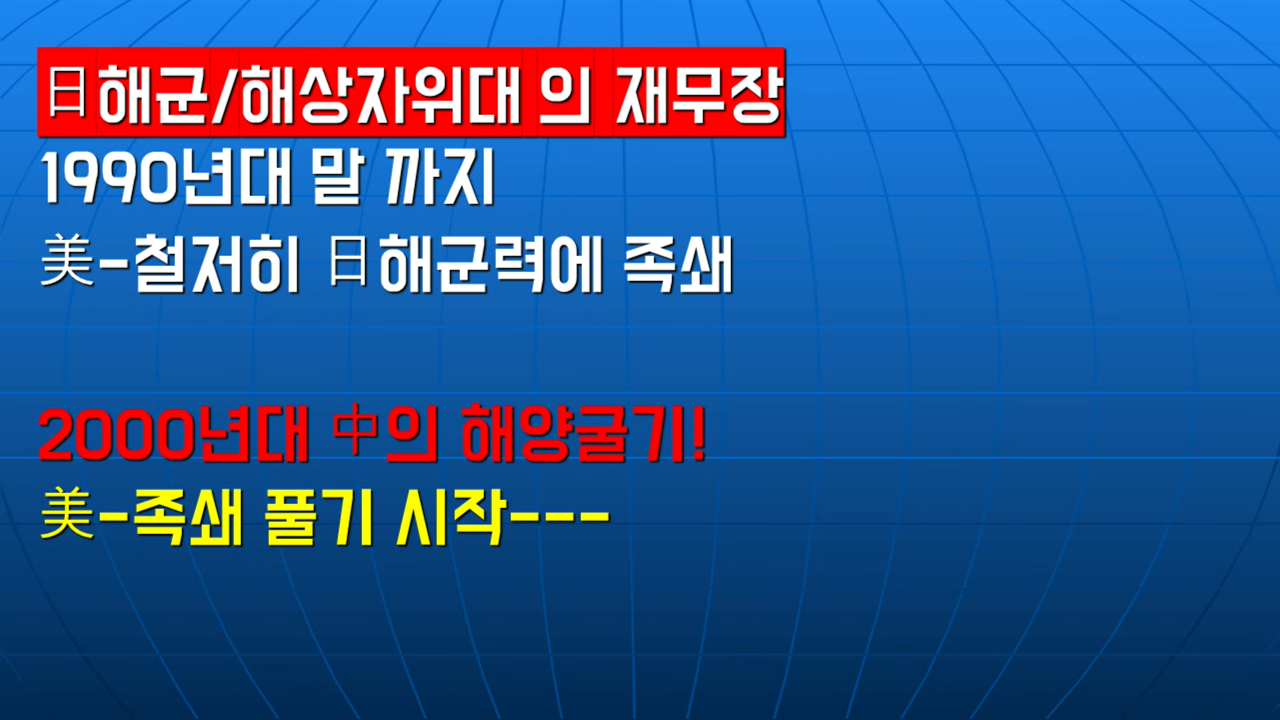 日해군/해상자위대 의 재무장
1990년대 말 까지
美-철저히 日해군력에 족쇄
2000년대 中의 해양굴기!
美-족쇄 풀기 시작---